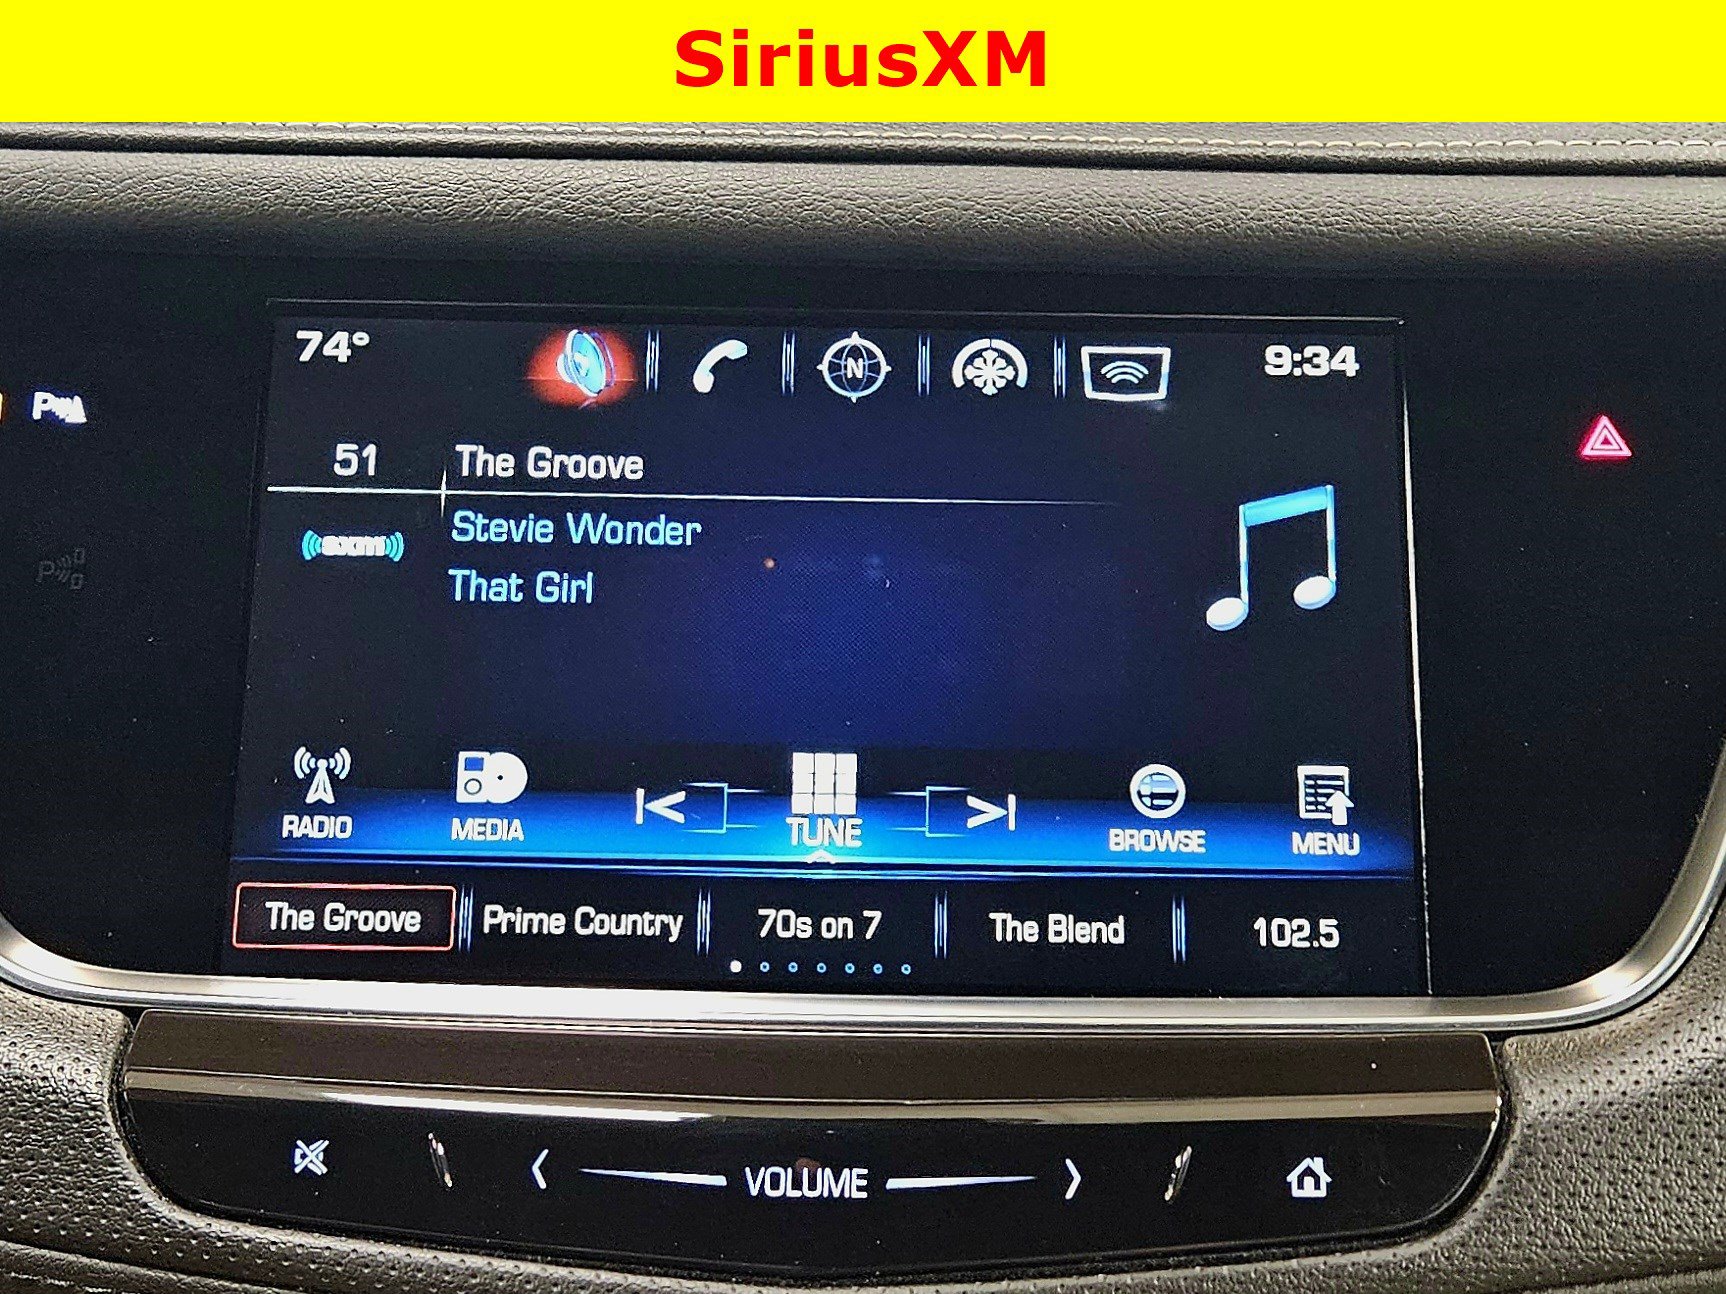 SiriusXM
74° N 9:34
P
51 The Groove
sxm Stevie Wonder
That Girl
P
RADIO MEDIA |< TUNE >| BROWSE MENU
The Groove Prime Country 70s on 7 The Blend 102.5
< VOLUME >